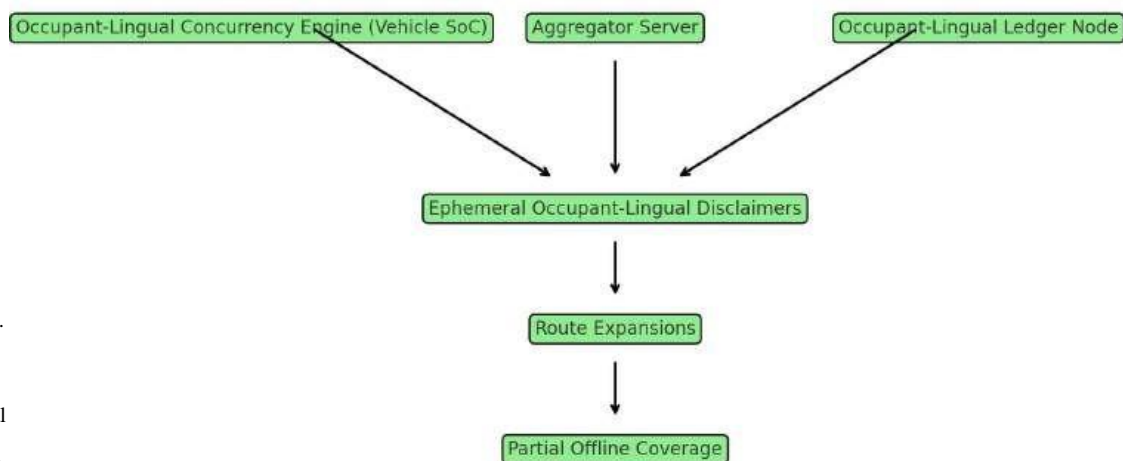 Occupant-Lingual Concurrency Engine (Vehicle SoC)
Aggregator Server
Occupant-Lingual Ledger Node
Ephemeral Occupant-Lingual Disclaimers
Route Expansions
.
l
Partial Offline Coverage